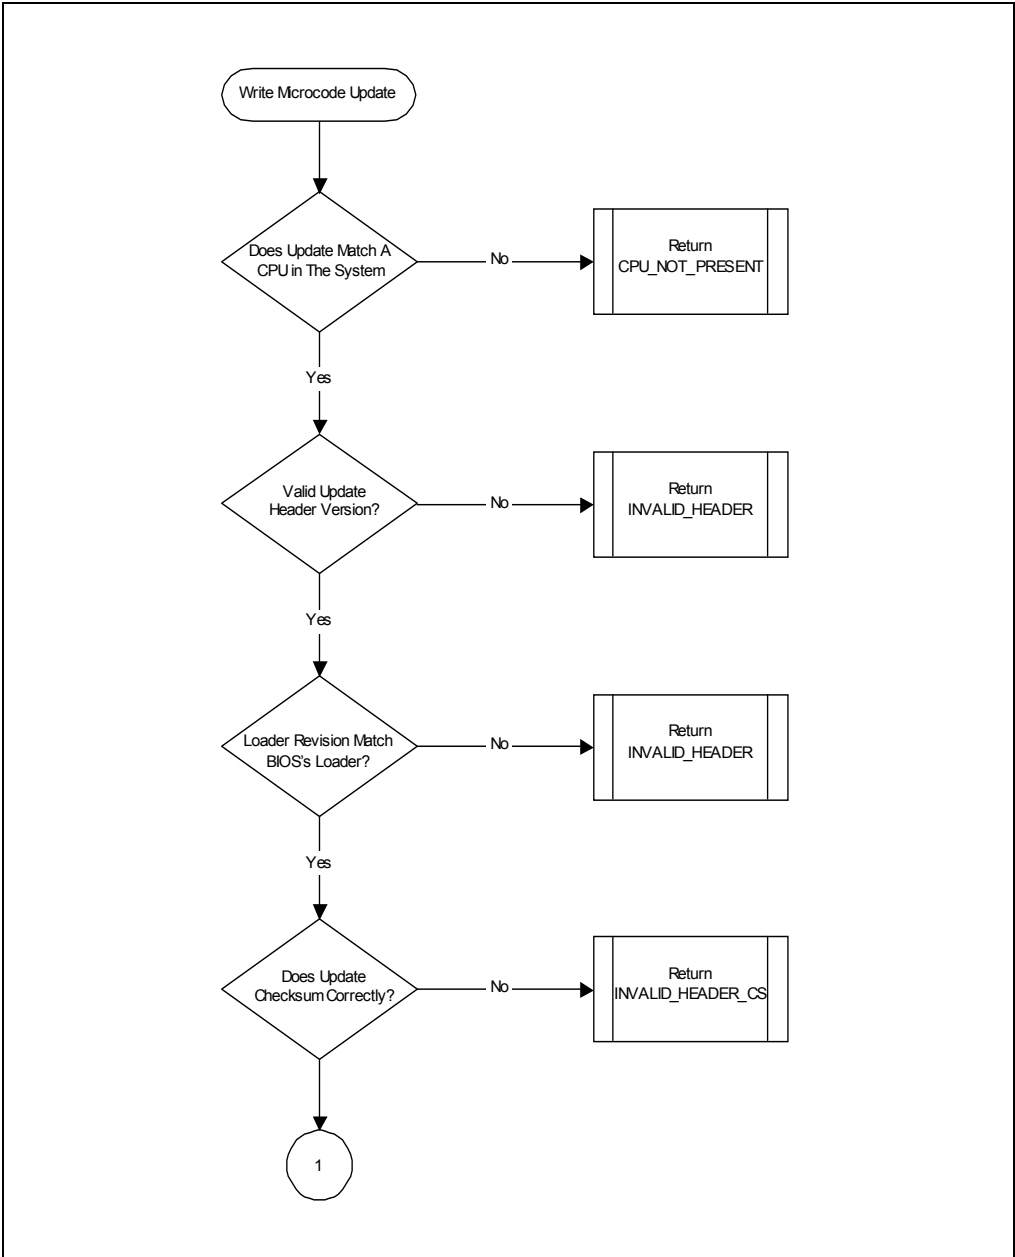 Write Microcode Update
Does Update Match A
CPU in The System
No
Return
CPU_NOT_PRESENT
Yes
Valid Update
Header Version?
No
Return
INVALID_HEADER
Yes
Loader Revision Match
BIOS's Loader?
No
Return
INVALID_HEADER
Yes
Does Update
Checksum Correctly?
No
Return
INVALID_HEADER_CS
1